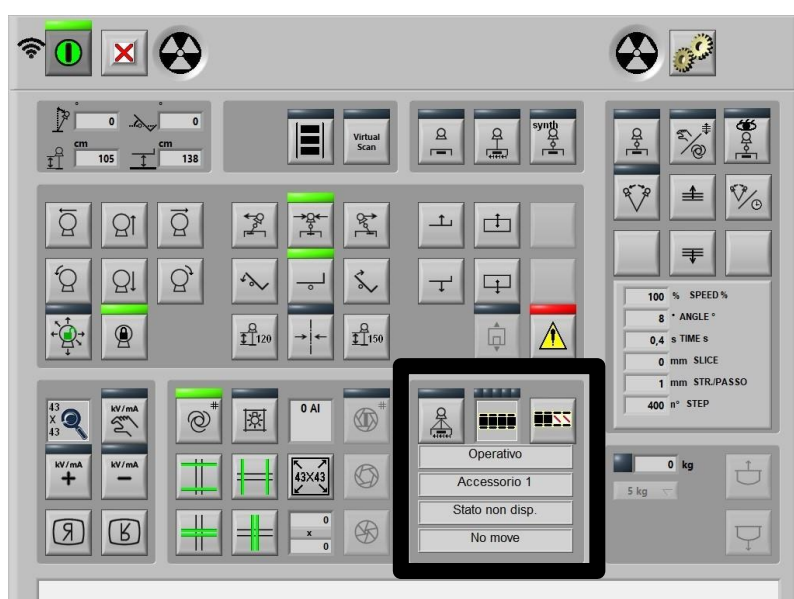 ° °
0 0
cm cm
105 138
Virtual
Scan
synth
120
150
100 % SPEED %
8 ° ANGLE °
0,4 s TIME s
0 mm SLICE
1 mm STR./PASSO
400 n° STEP
43
X
43
kV/mA
kV/mA
+
kV/mA
-
R
R
0 Al
43X43
0
x
0
Operativo
Accessorio 1
Stato non disp.
No move
0 kg
5 kg